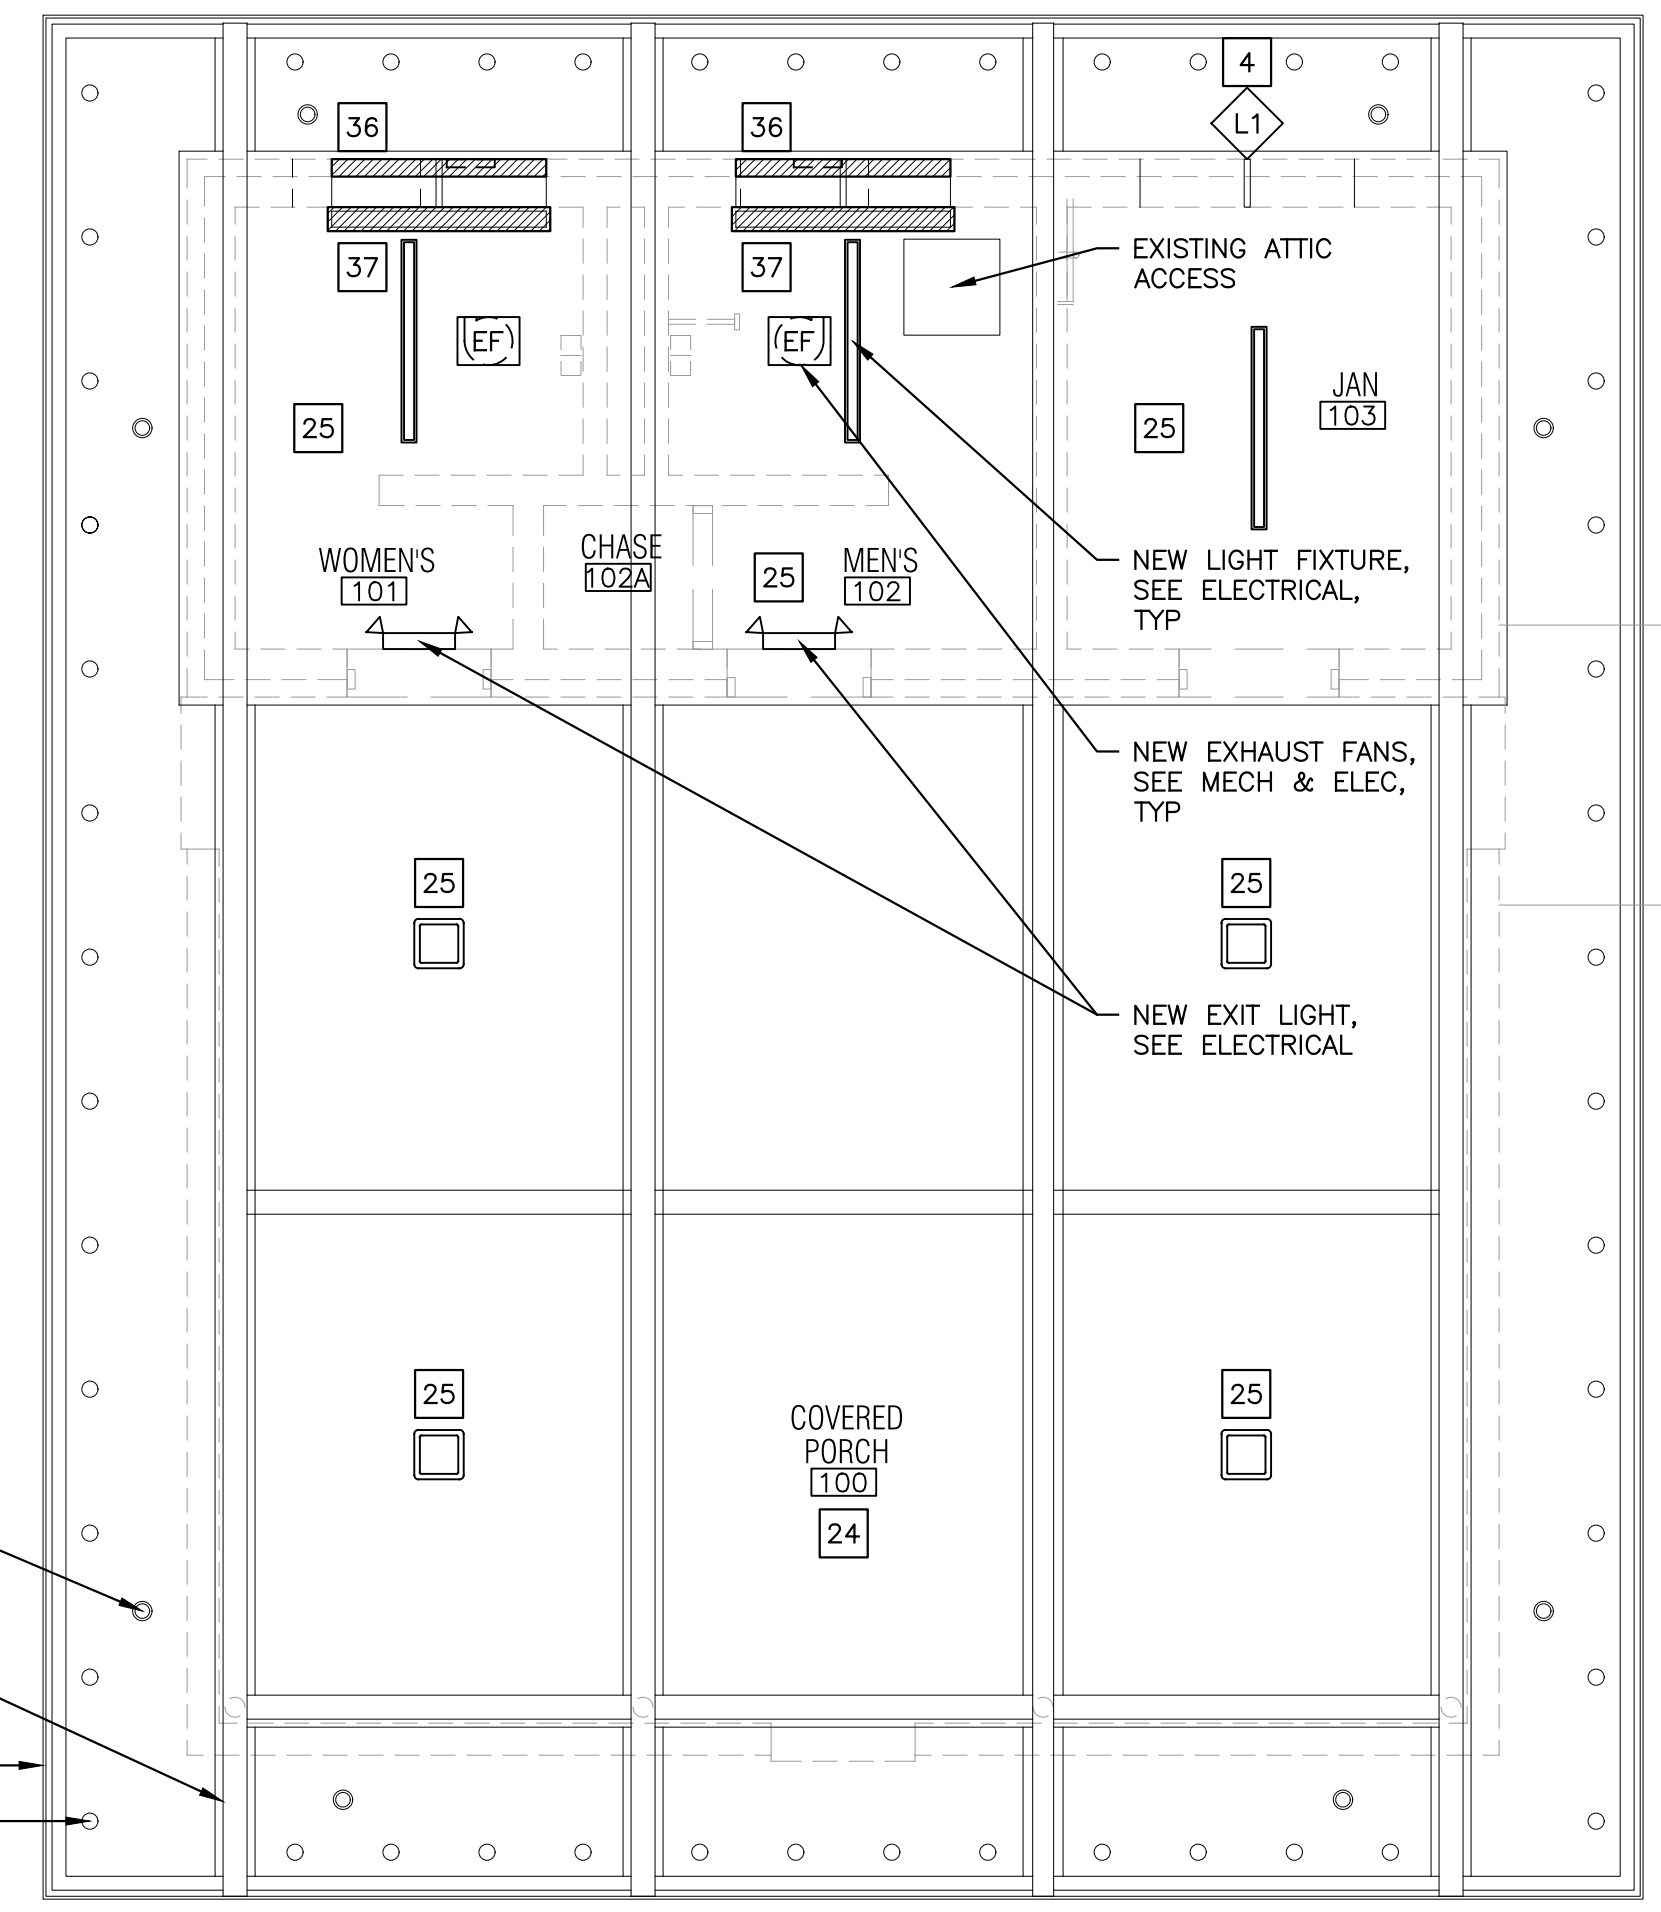 4
L1
36
36
37
37
EXISTING ATTIC
ACCESS
EF
EF
25
25
JAN
103
WOMEN'S
101
CHASE
102A
25
MEN'S
102
NEW LIGHT FIXTURE,
SEE ELECTRICAL,
TYP
NEW EXHAUST FANS,
SEE MECH & ELEC,
TYP
25
25
NEW EXIT LIGHT,
SEE ELECTRICAL
25
25
COVERED
PORCH
100
24